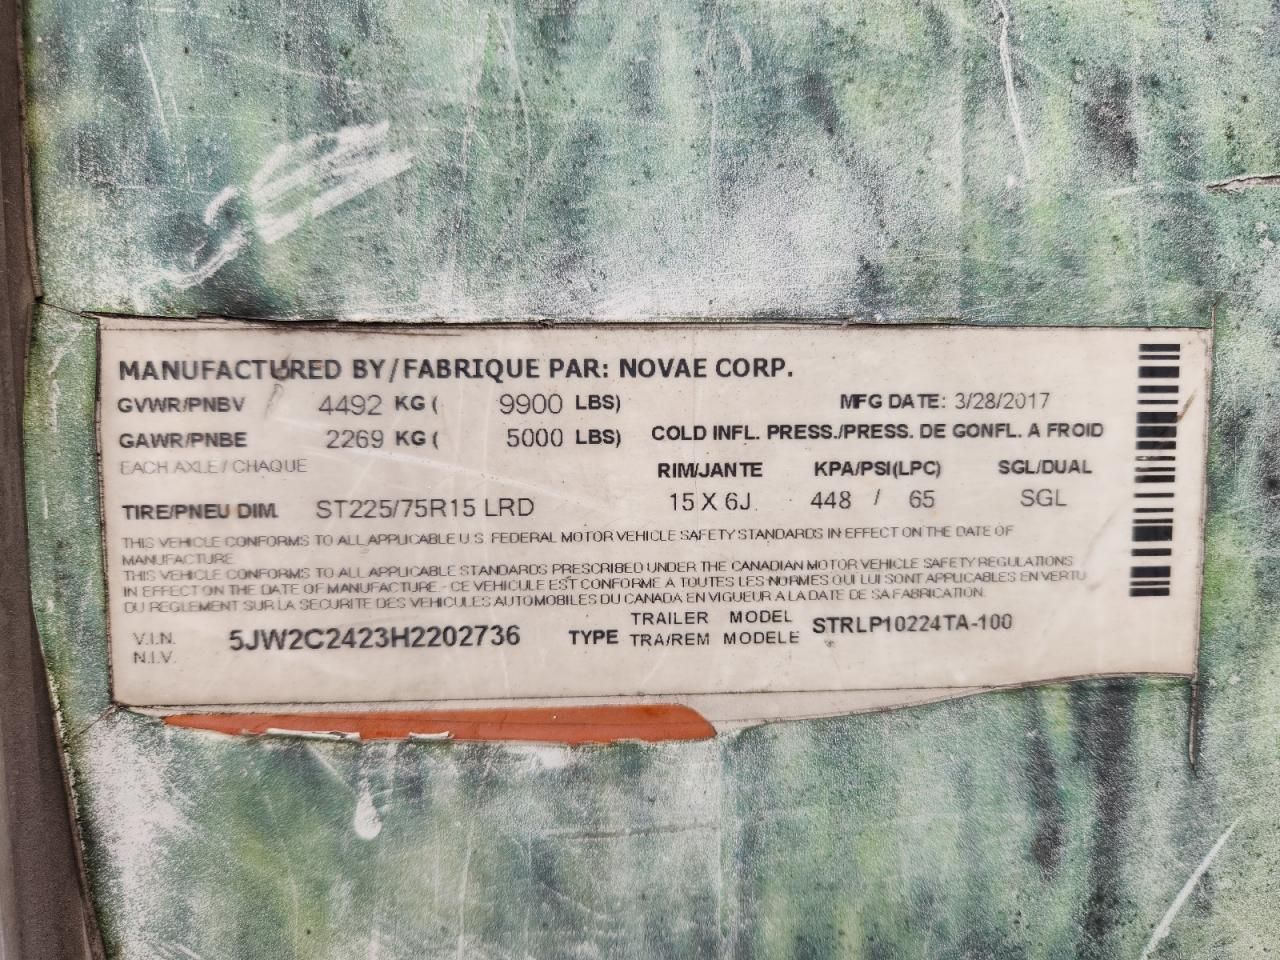 MANUFACTURED BY/FABRIQUE PAR: NOVAE CORP.
GVWR/PNBV 4492 KG ( 9900 LBS) MFG DATE: 3/28/2017
GAWR/PNBE 2269 KG ( 5000 LBS) COLD INFL. PRESS./PRESS. DE GONFL. A FROID
EACH AXLE / CHAQUE RIM/JANTE KPA/PSI(LPC) SGL/DUAL
TIRE/PNEU DIM. ST225/75R15 LRD 15 X 6J 448 / 65 SGL
THIS VEHICLE CONFORMS TO ALL APPLICABLE U.S. FEDERAL MOTOR VEHICLE SAFETY STANDARDS IN EFFECT ON THE DATE OF
MANUFACTURE
THIS VEHICLE CONFORMS TO ALL APPLICABLE STANDARDS PRESCRIBED UNDER THE CANADIAN MOTOR VEHICLE SAFETY REGULATIONS
IN EFFECT ON THE DATE OF MANUFACTURE - CE VEHICULE EST CONFORME A TOUTES LES NORMES QUI LUI SONT APPLICABLES EN VERTU
DU REGLEMENT SUR LA SECURITE DES VEHICULES AUTOMOBILES DU CANADA EN VIGUEUR A LA DATE DE SA FABRICATION.
V.I.N. 5JW2C2423H2202736 TYPE TRAILER MODEL STRLP10224TA-100
N.I.V. TRA/REM MODELE